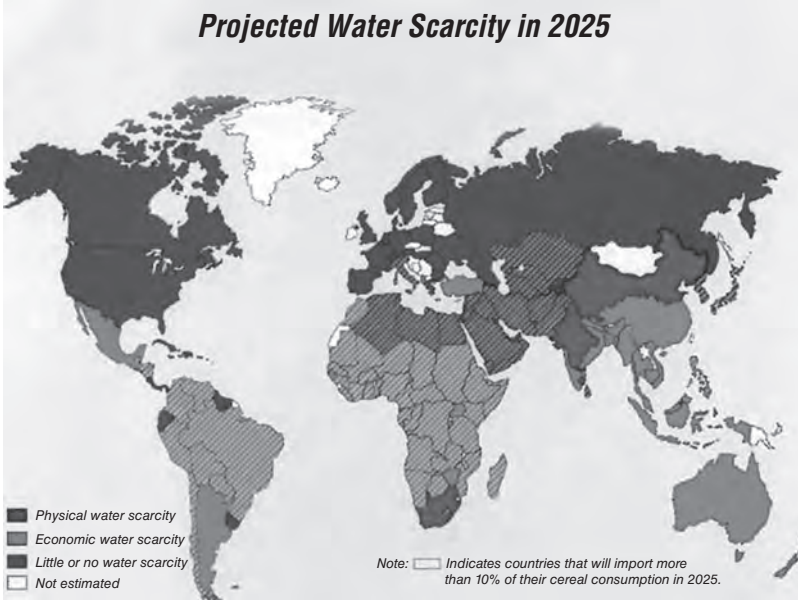 Projected Water Scarcity in 2025
Physical water scarcity
Economic water scarcity
Little or no water scarcity
Not estimated
Note: Indicates countries that will import more
than 10% of their cereal consumption in 2025.